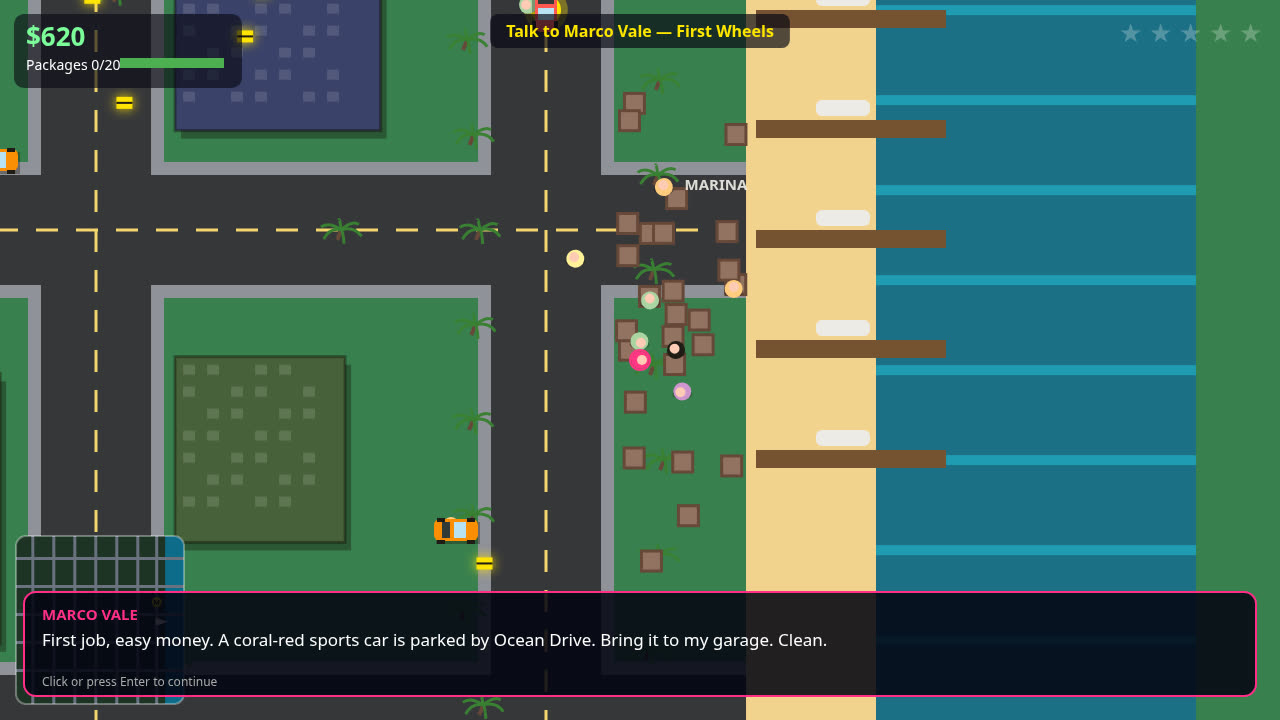 $620
Packages 0/20
Talk to Marco Vale — First Wheels
★ ★ ★ ★ ★
MARINA
MARCO VALE
First job, easy money. A coral-red sports car is parked by Ocean Drive. Bring it to my garage. Clean.
Click or press Enter to continue